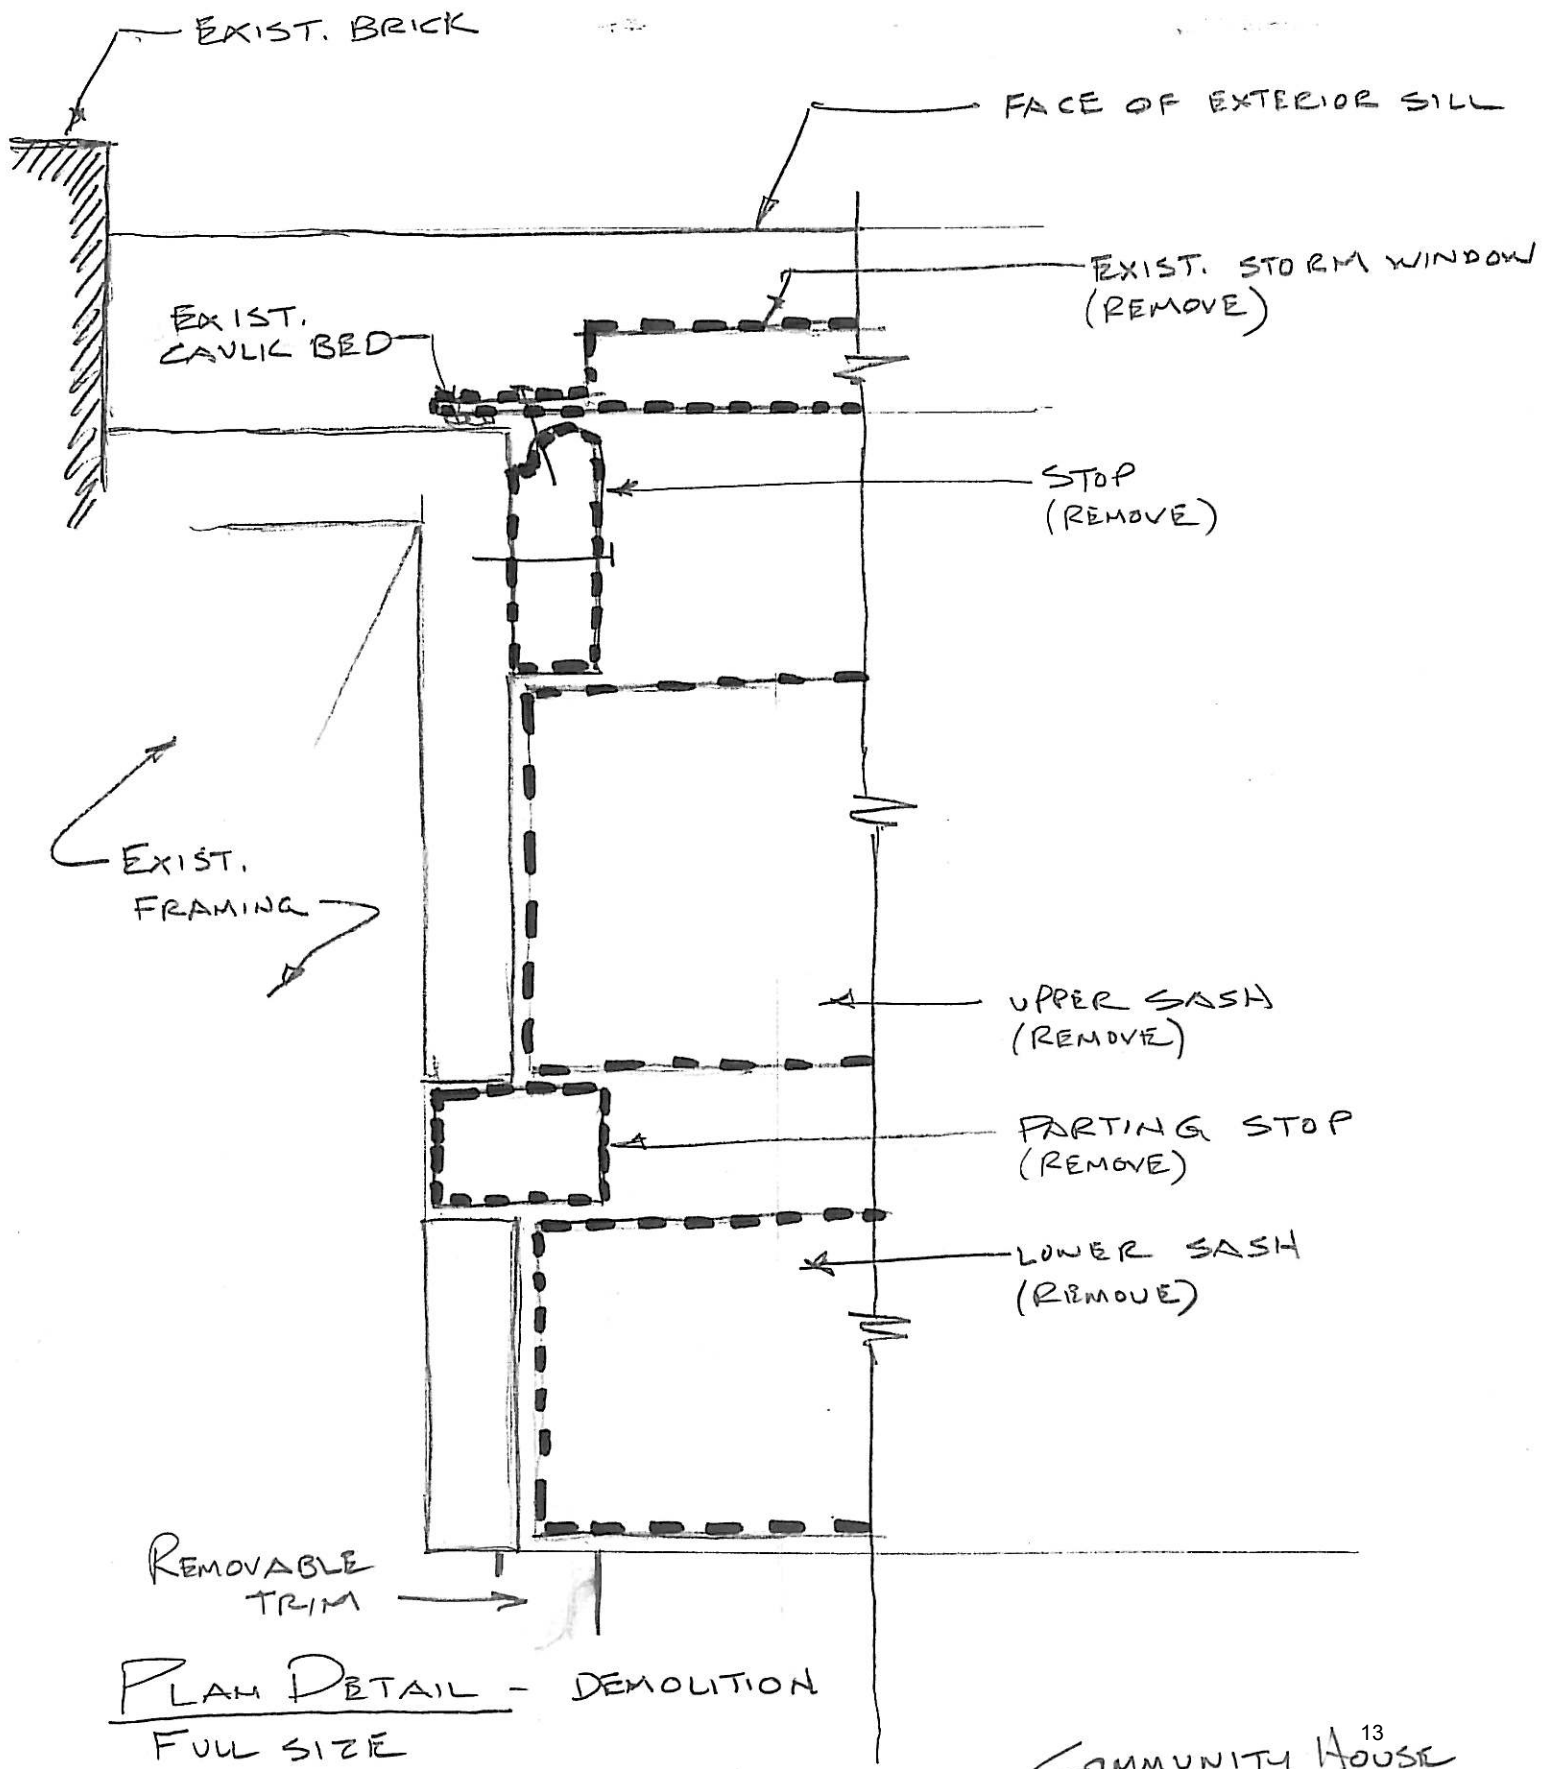 EXIST. BRICK
FACE OF EXTERIOR SILL
EXIST. STORM WINDOW
(REMOVE)
EXIST.
CAULK BED
STOP
(REMOVE)
EXIST.
FRAMING
UPPER SASH
(REMOVE)
PARTING STOP
(REMOVE)
LOWER SASH
(REMOVE)
REMOVABLE
TRIM
PLAN DETAIL - DEMOLITION
FULL SIZE
13
COMMUNITY HOUSE